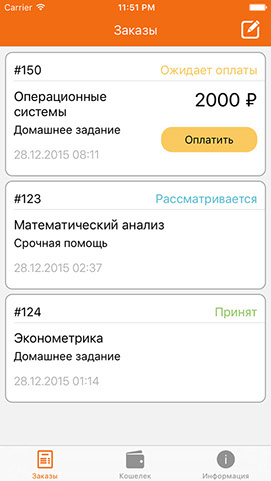 Carrier 11:51 PM
Заказы
#150 Ожидает оплаты
Операционные 2000 ₽
системы
Домашнее задание
Оплатить
28.12.2015 08:11
#123 Рассматривается
Математический анализ
Срочная помощь
28.12.2015 02:37
#124 Принят
Эконометрика
Домашнее задание
28.12.2015 01:14
Заказы Кошелек Информация